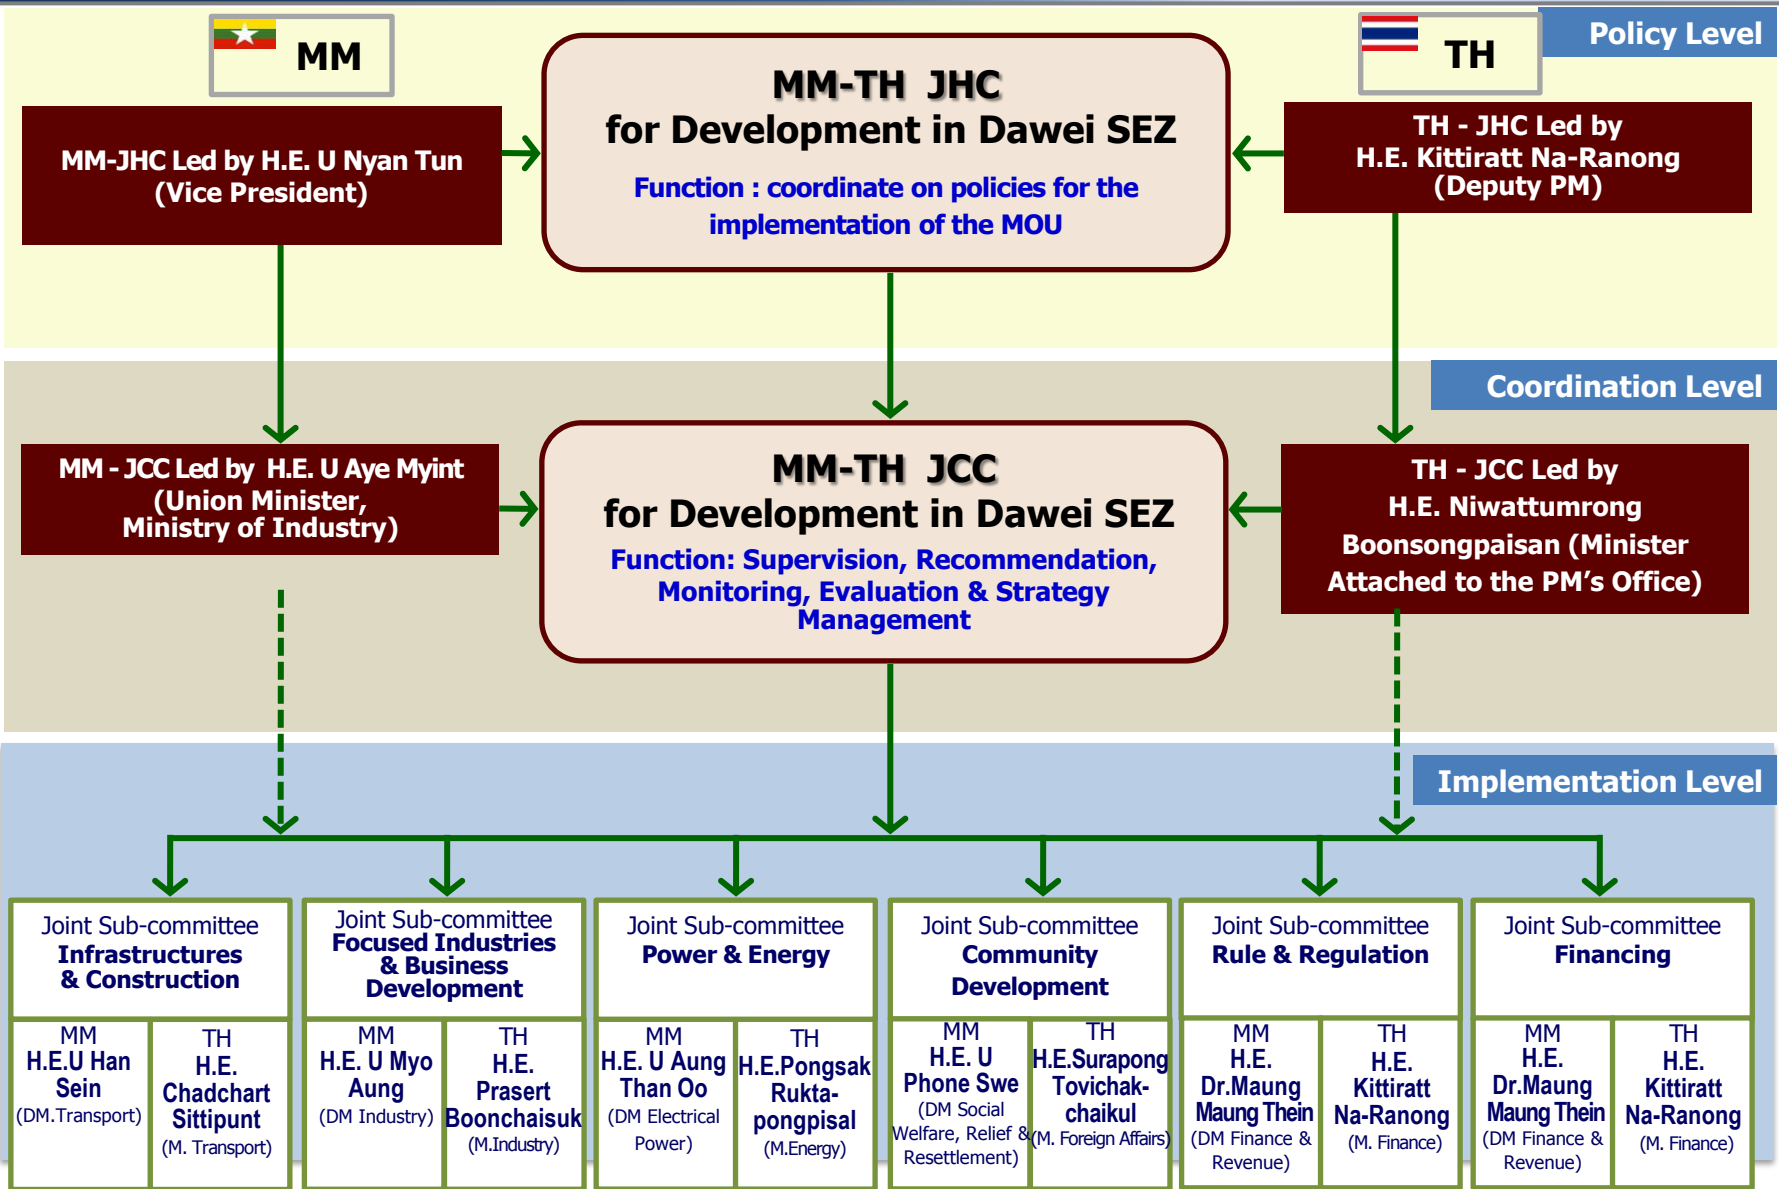 MM
TH
Policy Level
MM-TH JHC
for Development in Dawei SEZ
Function : coordinate on policies for the
implementation of the MOU
MM-JHC Led by H.E. U Nyan Tun
(Vice President)
TH - JHC Led by
H.E. Kittiratt Na-Ranong
(Deputy PM)
Coordination Level
MM - JCC Led by H.E. U Aye Myint
(Union Minister,
Ministry of Industry)
MM-TH JCC
for Development in Dawei SEZ
Function: Supervision, Recommendation,
Monitoring, Evaluation & Strategy
Management
TH - JCC Led by
H.E. Niwattumrong
Boonsongpaisan (Minister
Attached to the PM’s Office)
Implementation Level
Joint Sub-committee
Infrastructures
& Construction
MM
H.E.U Han
Sein
(DM.Transport)
TH
H.E.
Chadchart
Sittipunt
(M. Transport)
Joint Sub-committee
Focused Industries
& Business
Development
MM
H.E. U Myo
Aung
(DM Industry)
TH
H.E.
Prasert
Boonchaisuk
(M.Industry)
Joint Sub-committee
Power & Energy
MM
H.E. U Aung
Than Oo
(DM Electrical
Power)
TH
H.E.Pongsak
Rukta-
pongpisal
(M.Energy)
Joint Sub-committee
Community
Development
MM
H.E. U
Phone Swe
(DM Social
Welfare, Relief &
Resettlement)
TH
H.E.Surapong
Tovichak-
chaikul
(M. Foreign Affairs)
Joint Sub-committee
Rule & Regulation
MM
H.E.
Dr.Maung
Maung Thein
(DM Finance &
Revenue)
TH
H.E.
Kittiratt
Na-Ranong
(M. Finance)
Joint Sub-committee
Financing
MM
H.E.
Dr.Maung
Maung Thein
(DM Finance &
Revenue)
TH
H.E.
Kittiratt
Na-Ranong
(M. Finance)